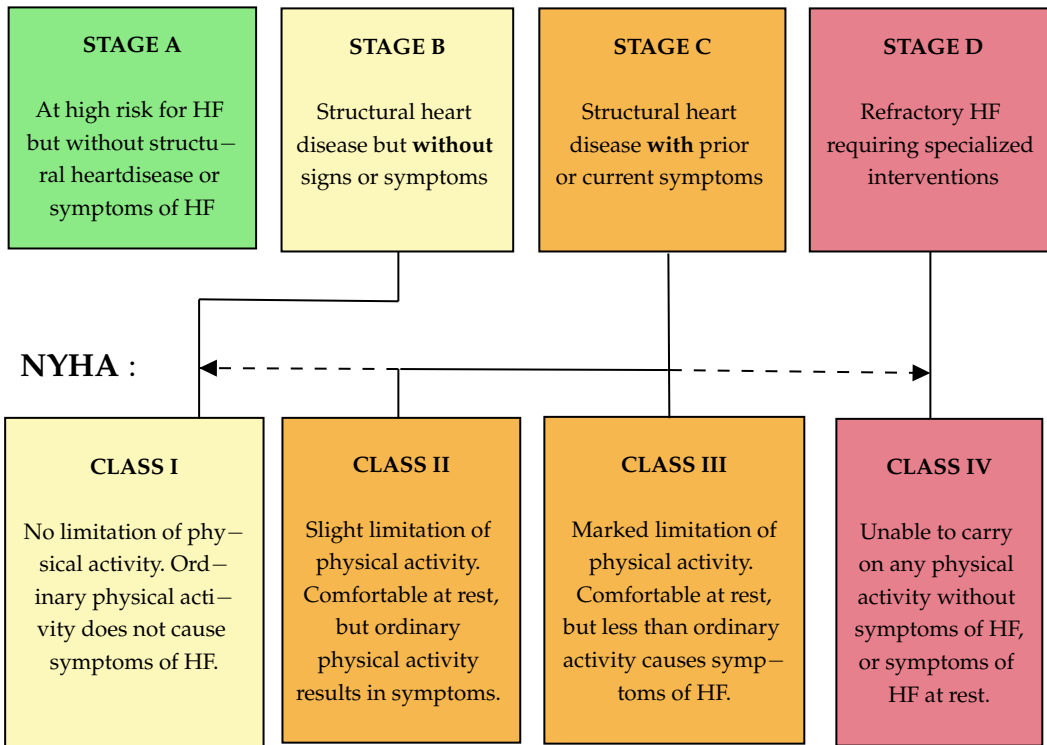 STAGE A
At high risk for HF
but without structu–
ral heartdisease or
symptoms of HF
STAGE B
Structural heart
disease but without
signs or symptoms
STAGE C
Structural heart
disease with prior
or current symptoms
STAGE D
Refractory HF
requiring specialized
interventions
NYHA :
CLASS I
No limitation of phy–
sical activity. Ord–
inary physical acti–
vity does not cause
symptoms of HF.
CLASS II
Slight limitation of
physical activity.
Comfortable at rest,
but ordinary
physical activity
results in symptoms.
CLASS III
Marked limitation of
physical activity.
Comfortable at rest,
but less than ordinary
activity causes symp–
toms of HF.
CLASS IV
Unable to carry
on any physical
activity without
symptoms of HF,
or symptoms of
HF at rest.